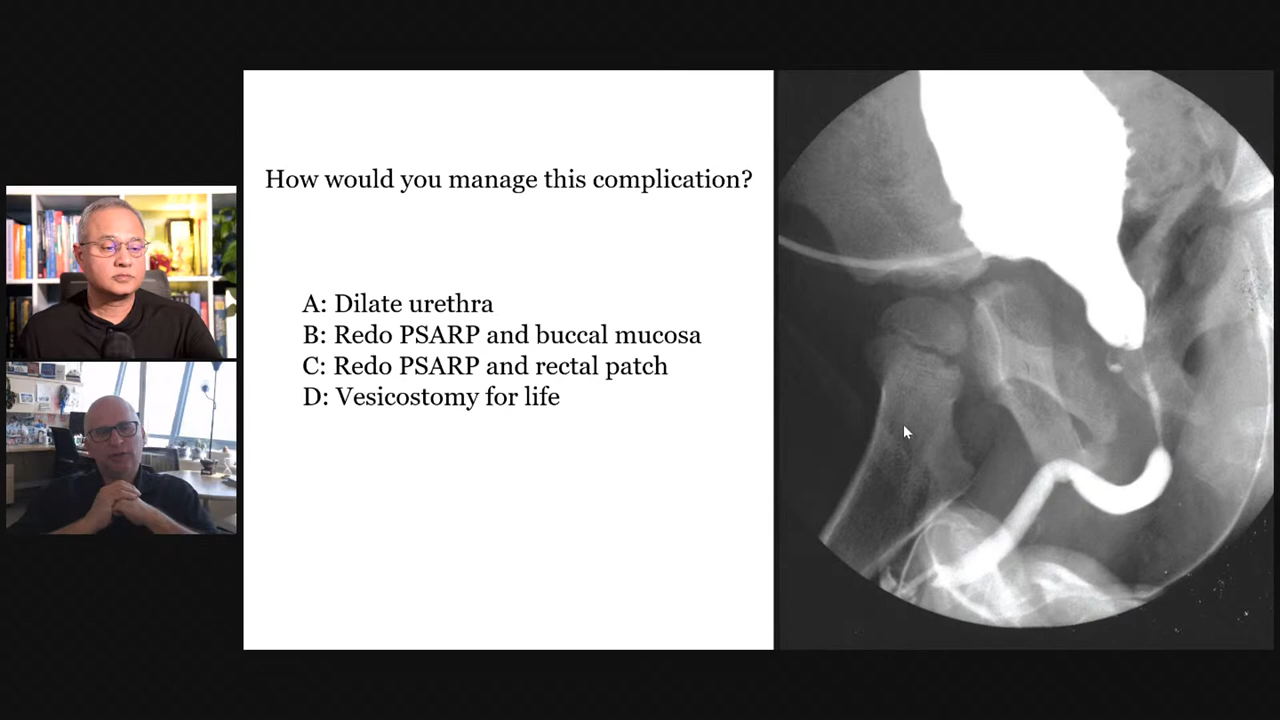 How would you manage this complication?
A: Dilate urethra
B: Redo PSARP and buccal mucosa
C: Redo PSARP and rectal patch
D: Vesicostomy for life